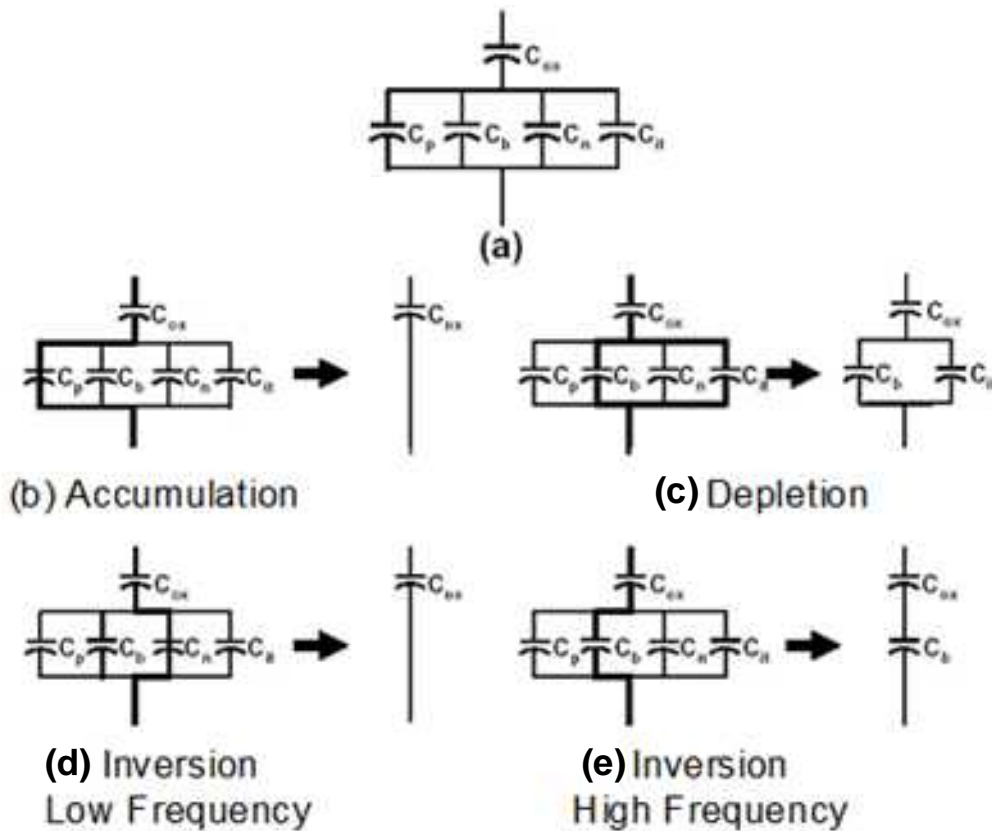 Cox
Cp Cb Cn Cit
(a)
Cox
Cp Cb Cn Cit
Cox
Cox
Cp Cb Cn Cit
Cox
Cb Cit
(b) Accumulation
(c) Depletion
Cox
Cp Cb Cn Cit
Cox
Cox
Cp Cb Cn Cit
Cox
Cb
(d) Inversion
Low Frequency
(e) Inversion
High Frequency